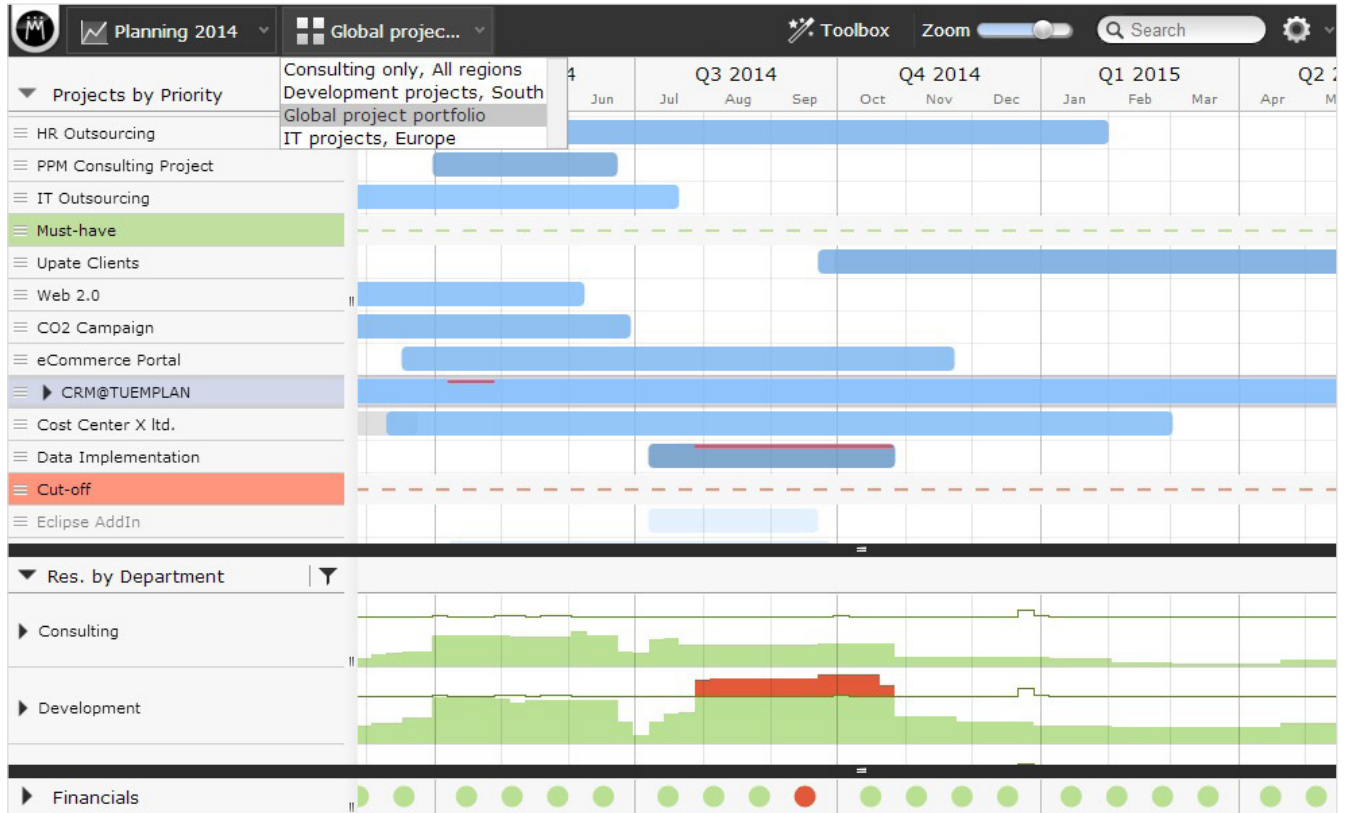 Planning 2014
Global projec...
Toolbox
Zoom
Search
Consulting only, All regions
Development projects, South
Global project portfolio
IT projects, Europe
Projects by Priority
4 Q3 2014 Q4 2014 Q1 2015 Q2
Jun Jul Aug Sep Oct Nov Dec Jan Feb Mar Apr M
HR Outsourcing
PPM Consulting Project
IT Outsourcing
Must-have
Upate Clients
Web 2.0
CO2 Campaign
eCommerce Portal
CRM@TUEMPLAN
Cost Center X ltd.
Data Implementation
Cut-off
Eclipse AddIn
Res. by Department
Consulting
Development
Financials